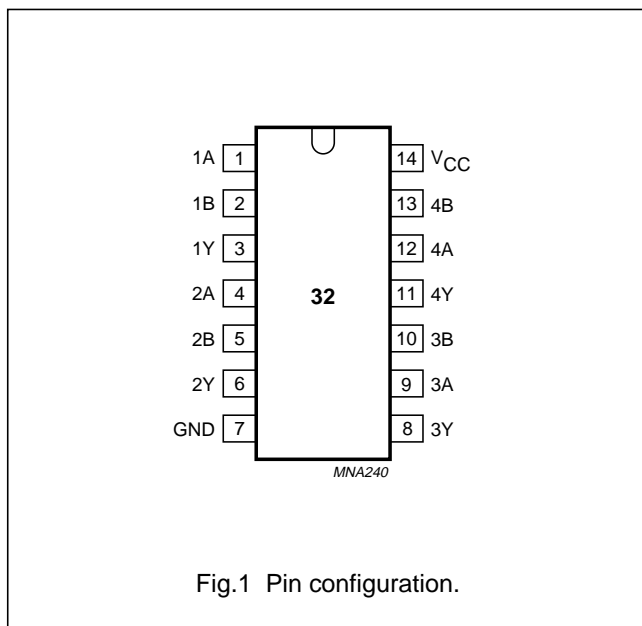 1A 1 14 VCC
1B 2 13 4B
1Y 3 12 4A
2A 4 32 11 4Y
2B 5 10 3B
2Y 6 9 3A
GND 7 8 3Y
MNA240
Fig.1 Pin configuration.